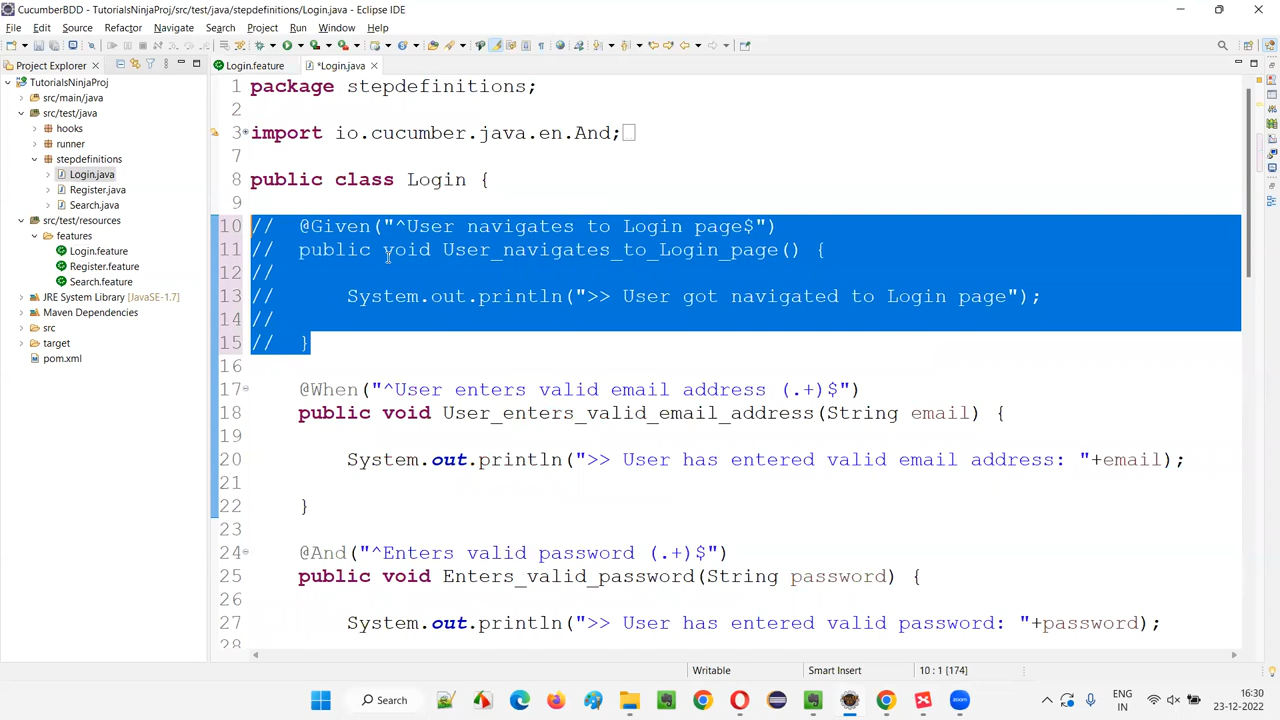 CucumberBDD - TutorialsNinjaProj/src/test/java/stepdefinitions/Login.java - Eclipse IDE
File Edit Source Refactor Navigate Search Project Run Window Help
Project Explorer
Login.feature
*Login.java
TutorialsNinjaProj
src/main/java
src/test/java
hooks
runner
stepdefinitions
Login.java
Register.java
Search.java
src/test/resources
features
Login.feature
Register.feature
Search.feature
JRE System Library [JavaSE-1.7]
Maven Dependencies
src
target
pom.xml
1 package stepdefinitions;
2
3 import io.cucumber.java.en.And;
7
8 public class Login {
9
10 // @Given("^User navigates to Login page$")
11 // public void User_navigates_to_Login_page() {
12 //
13 // System.out.println(">> User got navigated to Login page");
14 //
15 // }
16
17 @When("^User enters valid email address (.+)$")
18 public void User_enters_valid_email_address(String email) {
19
20 System.out.println(">> User has entered valid email address: "+email);
21
22 }
23
24 @And("^Enters valid password (.+)$")
25 public void Enters_valid_password(String password) {
26
27 System.out.println(">> User has entered valid password: "+password);
28
Writable Smart Insert 10 : 1 [174]
Search
ENG
IN
16:30
23-12-2022